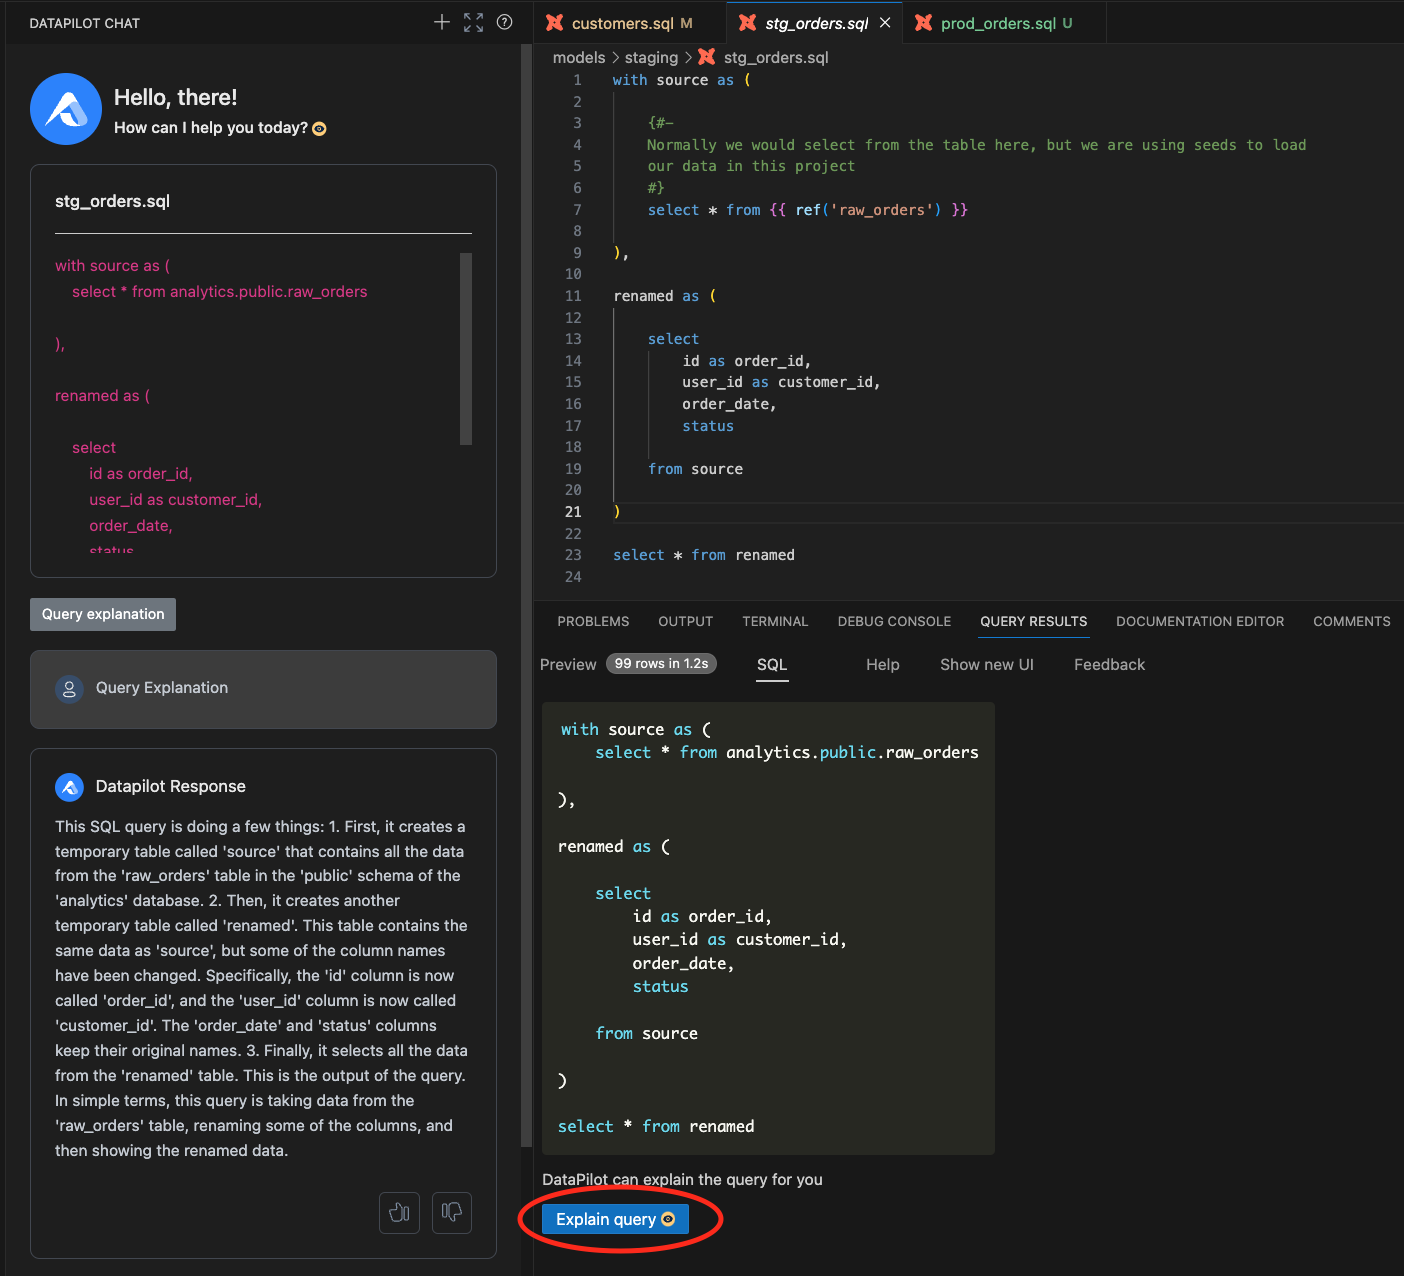 DATAPILOT CHAT
Hello, there!
How can I help you today?
stg_orders.sql
with source as (
select * from analytics.public.raw_orders
),
renamed as (
select
id as order_id,
user_id as customer_id,
order_date,
status
Query explanation
Query Explanation
Datapilot Response
This SQL query is doing a few things: 1. First, it creates a
temporary table called 'source' that contains all the data
from the 'raw_orders' table in the 'public' schema of the
'analytics' database. 2. Then, it creates another
temporary table called 'renamed'. This table contains the
same data as 'source', but some of the column names
have been changed. Specifically, the 'id' column is now
called 'order_id', and the 'user_id' column is now called
'customer_id'. The 'order_date' and 'status' columns
keep their original names. 3. Finally, it selects all the data
from the 'renamed' table. This is the output of the query.
In simple terms, this query is taking data from the
'raw_orders' table, renaming some of the columns, and
then showing the renamed data.
customers.sql M
stg_orders.sql
prod_orders.sql U
models > staging > stg_orders.sql
1 with source as (
2
3 {#-
4 Normally we would select from the table here, but we are using seeds to load
5 our data in this project
6 #}
7 select * from {{ ref('raw_orders') }}
8
9 ),
10
11 renamed as (
12
13 select
14 id as order_id,
15 user_id as customer_id,
16 order_date,
17 status
18
19 from source
20
21 )
22
23 select * from renamed
24
PROBLEMS OUTPUT TERMINAL DEBUG CONSOLE QUERY RESULTS DOCUMENTATION EDITOR COMMENTS
Preview 99 rows in 1.2s SQL Help Show new UI Feedback
with source as (
select * from analytics.public.raw_orders
),
renamed as (
select
id as order_id,
user_id as customer_id,
order_date,
status
from source
)
select * from renamed
DataPilot can explain the query for you
Explain query